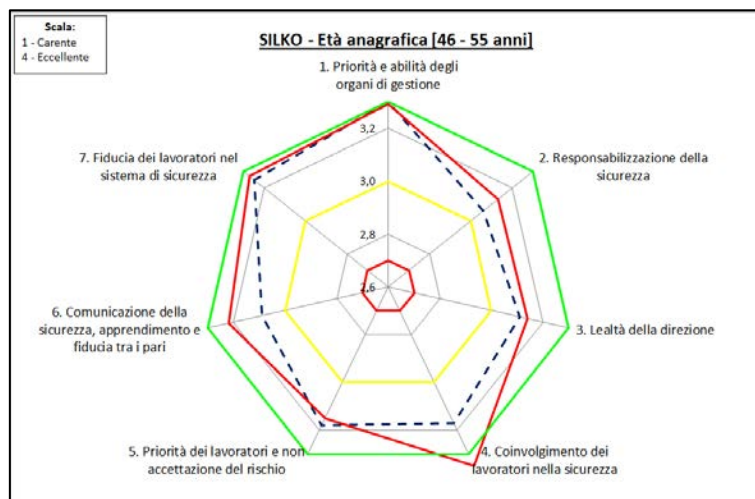 Scala:
1 - Carente
4 - Eccellente
SILKO - Età anagrafica [46 - 55 anni]
1. Priorità e abilità degli
organi di gestione
3,2
3,0
2,8
2,6
2. Responsabilizzazione della
sicurezza
3. Lealtà della direzione
4. Coinvolgimento dei
lavoratori nella sicurezza
5. Priorità dei lavoratori e non
accettazione del rischio
6. Comunicazione della
sicurezza, apprendimento e
fiducia tra i pari
7. Fiducia dei lavoratori nel
sistema di sicurezza